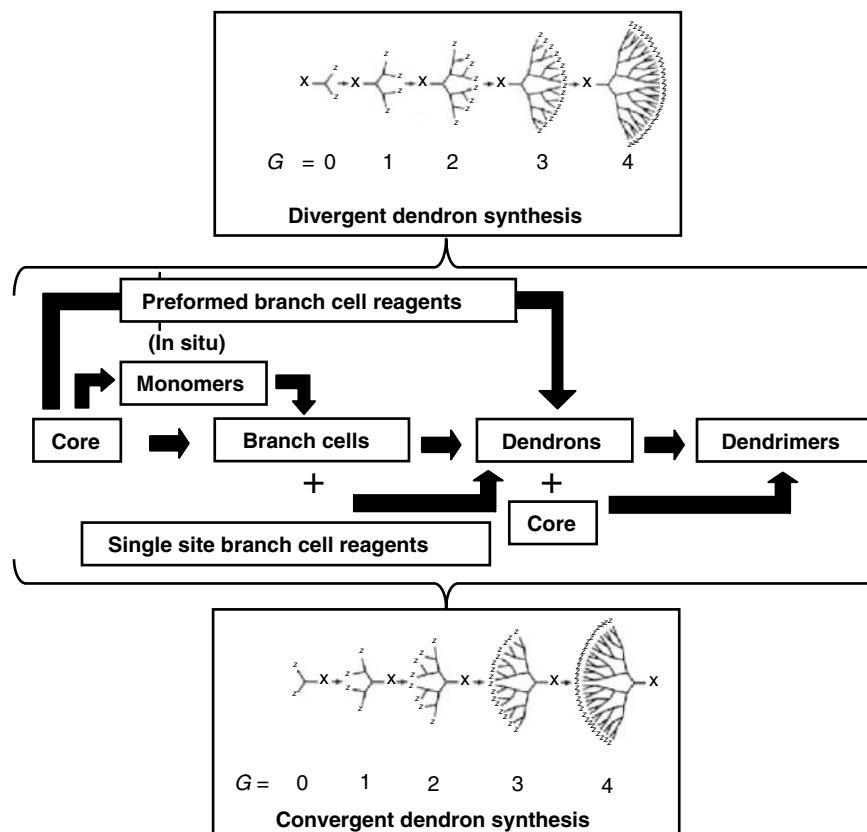 X z z X z z z z X z z X z z X zzzzzzzz
G = 0 1 2 3 4
Divergent dendron synthesis
Preformed branch cell reagents
(In situ)
Monomers
Core
Branch cells
Dendrons
Dendrimers
+
+
Core
Single site branch cell reagents
z z X z z X z z X z z X X
G = 0 1 2 3 4
Convergent dendron synthesis